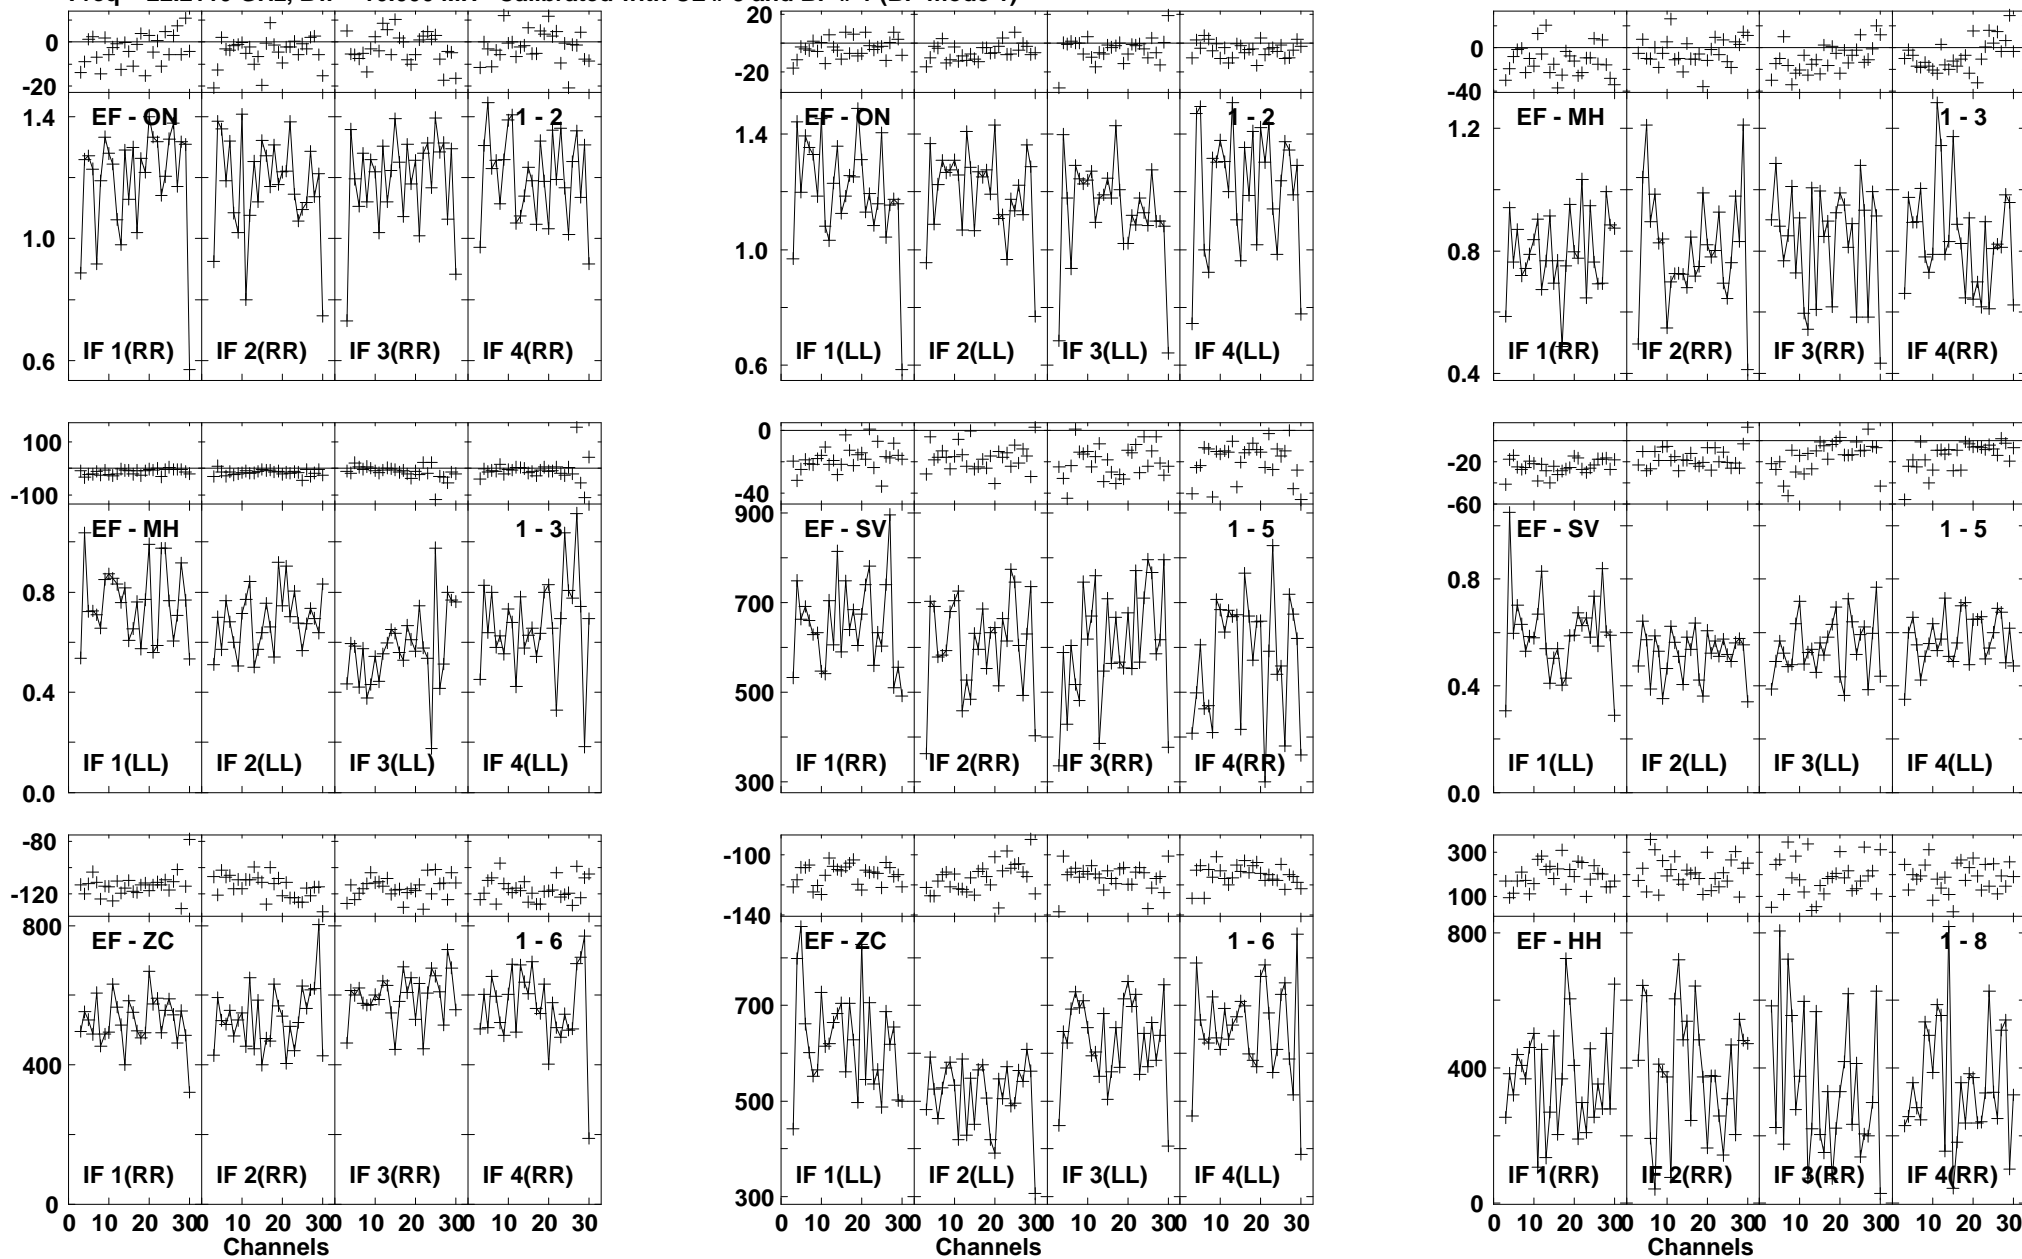 0
-20
20
0
-20
0
-40
EF - ON 1 - 2
1.4
1.0
0.6
IF 1(RR) IF 2(RR) IF 3(RR) IF 4(RR)
EF - ON 1 - 2
1.4
1.0
0.6
IF 1(LL) IF 2(LL) IF 3(LL) IF 4(LL)
EF - MH 1 - 3
1.2
0.8
0.4
IF 1(RR) IF 2(RR) IF 3(RR) IF 4(RR)
100
-100
0
-40
-20
-60
EF - MH 1 - 3
0.8
0.4
0.0
IF 1(LL) IF 2(LL) IF 3(LL) IF 4(LL)
EF - SV 1 - 5
900
700
500
300
IF 1(RR) IF 2(RR) IF 3(RR) IF 4(RR)
EF - SV 1 - 5
0.8
0.4
0.0
IF 1(LL) IF 2(LL) IF 3(LL) IF 4(LL)
-80
-120
-100
-140
300
100
EF - ZC 1 - 6
800
400
0
IF 1(RR) IF 2(RR) IF 3(RR) IF 4(RR)
0 10 20 30 0 10 20 30 0 10 20 30 0 10 20 30
Channels
EF - ZC 1 - 6
700
500
300
IF 1(LL) IF 2(LL) IF 3(LL) IF 4(LL)
0 10 20 30 0 10 20 30 0 10 20 30 0 10 20 30
Channels
EF - HH 1 - 8
800
400
0
IF 1(RR) IF 2(RR) IF 3(RR) IF 4(RR)
0 10 20 30 0 10 20 30 0 10 20 30 0 10 20 30
Channels